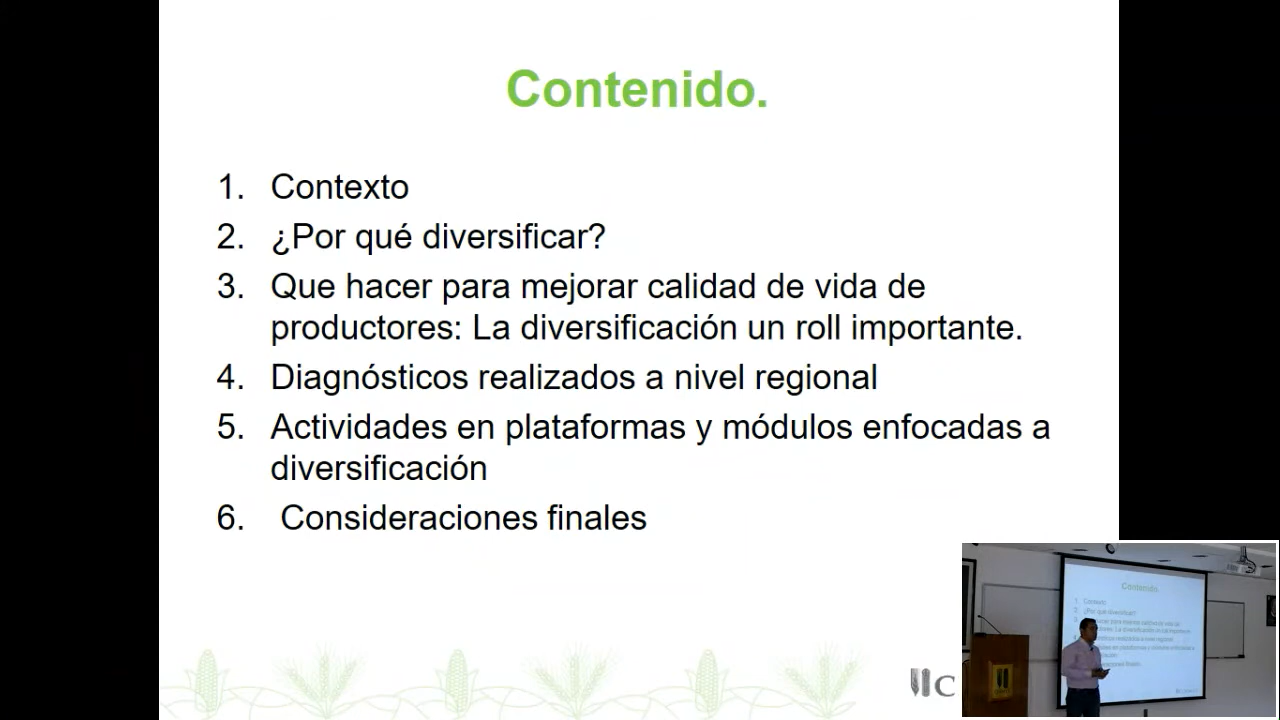 Contenido.
1. Contexto
2. ¿Por qué diversificar?
3. Que hacer para mejorar calidad de vida de
productores: La diversificación un roll importante.
4. Diagnósticos realizados a nivel regional
5. Actividades en plataformas y módulos enfocadas a
diversificación
6. Consideraciones finales
C
Contenido.